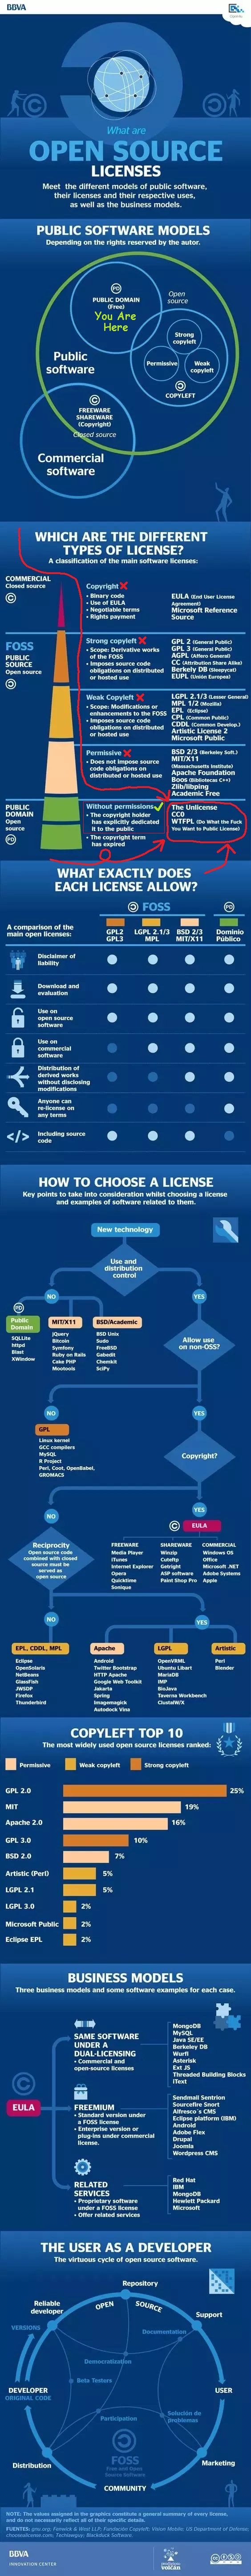 BBVA
What are
OPEN SOURCE
LICENSES
Meet the different models of public software,
their licenses and their respective uses,
as well as the business models.
PUBLIC SOFTWARE MODELS
Depending on the rights reserved by the autor.
PD
PUBLIC DOMAIN
(Free)
You Are
Here
Open
source
Strong
copyleft
Permissive
Weak
copyleft
COPYLEFT
Public
software
FREEWARE
SHAREWARE
(Copyright)
Closed source
Commercial
software
WHICH ARE THE DIFFERENT
TYPES OF LICENSE?
A classification of the main software licenses:
COMMERCIAL
Closed source
Copyright
• Binary code
• Use of EULA
• Negotiable terms
• Rights payment
EULA (End User License
Agreement)
Microsoft Reference
Source
FOSS
PUBLIC
SOURCE
Open source
Strong copyleft
• Scope: Derivative works
of the FOSS
• Imposes source code
obligations on distributed
or hosted use
GPL 2 (General Public)
GPL 3 (General Public)
AGPL (Affero General)
CC (Attribution Share Alike)
Berkely DB (Sleepycat)
EUPL (Unión Europea)
Weak Copyleft
• Scope: Modifications or
enhancements to the FOSS
• Imposes source code
obligations on distributed
or hosted use
LGPL 2.1/3 (Lesser General)
MPL 1/2 (Mozilla)
EPL (Eclipse)
CPL (Common Public)
CDDL (Common Develop.)
Artistic License 2
Microsoft Public
Permissive
• Does not impose source
code obligations on
distributed or hosted use
BSD 2/3 (Berkeley Soft.)
MIT/X11
(Massachusetts Institute)
Apache Foundation
Boos (Bibliotecas C++)
Zlib/libping
Academic Free
PUBLIC
DOMAIN
Open
source
PD
Without permissions
• The copyright holder
has explicitly dedicated
it to the public
• The copyright term
has expired
The Unlicense
CC0
WTFPL (Do What the Fuck
You Want to Public License)
WHAT EXACTLY DOES
EACH LICENSE ALLOW?
FOSS
PD
A comparison of the
main open licenses:
GPL2
GPL3
LGPL 2.1/3
MPL
BSD 2/3
MIT/X11
Dominio
Público
Disclaimer of
liability
Download and
evaluation
Use on
open source
software
Use on
commercial
software
Distribution of
derived works
without disclosing
modifications
Anyone can
re-license on
any terms
Including source
code
HOW TO CHOOSE A LICENSE
Key points to take into consideration whilst choosing a license
and examples of software related to them.
New technology
Use and
distribution
control
NO
YES
PD
Public
Domain
SQLLite
httpd
Blast
XWindow
MIT/X11
jQuery
Bitcoin
Symfony
Ruby on Rails
Cake PHP
Mootools
BSD/Academic
BSD Unix
Sudo
FreeBSD
Gabedit
Chemkit
SciPy
Allow use
on non-OSS?
NO
YES
GPL
Linux kernel
GCC compilers
MySQL
R Project
Perl, Coot, OpenBabel,
GROMACS
Copyright?
NO
YES
EULA
Reciprocity
Open source code
combined with closed
source must be
served as
open source
FREEWARE
Media Player
iTunes
Internet Explorer
Opera
Quicktime
Sonique
SHAREWARE
Winzip
Cuteftp
Getright
ASP software
Paint Shop Pro
COMMERCIAL
Windows OS
Office
Microsoft .NET
Adobe Systems
Apple
NO
YES
EPL, CDDL, MPL
Eclipse
OpenSolaris
NetBeans
GlassFish
JWSDP
Firefox
Thunderbird
Apache
Android
Twitter Bootstrap
HTTP Apache
Google Web Toolkit
Jakarta
Spring
Imagemagick
Autodock Vina
LGPL
OpenVRML
Ubuntu Libart
MariaDB
IMP
BioJava
Taverna Workbench
ClustalW/X
Artistic
Perl
Blender
COPYLEFT TOP 10
The most widely used open source licenses ranked:
Permissive
Weak copyleft
Strong copyleft
GPL 2.0
25%
MIT
19%
Apache 2.0
16%
GPL 3.0
10%
BSD 2.0
7%
Artistic (Perl)
5%
LGPL 2.1
5%
LGPL 3.0
2%
Microsoft Public
2%
Eclipse EPL
2%
BUSINESS MODELS
Three business models and some software examples for each case.
EULA
SAME SOFTWARE
UNDER A
DUAL-LICENSING
• Commercial and
open-source licenses
MongoDB
MySQL
Java SE/EE
Berkeley DB
Wurfl
Asterisk
Ext JS
Threaded Building Blocks
iText
FREEMIUM
• Standard version under
a FOSS license
• Enterprise version or
plug-ins under commercial
license.
Sendmail Sentrion
Sourcefire Snort
Alfresco´s CMS
Eclipse platform (IBM)
Android
Adobe Flex
Drupal
Joomla
Wordpress CMS
RELATED
SERVICES
• Proprietary software
under a FOSS license
• Offer related services
Red Hat
IBM
MongoDB
Hewlett Packard
Microsoft
THE USER AS A DEVELOPER
The virtuous cycle of open source software.
Repository
OPEN SOURCE
Reliable
developer
Support
VERSIONS
Documentation
Democratization
Beta Testers
DEVELOPER
ORIGINAL CODE
USER
Participation
Solución de
problemas
FOSS
Free and Open
Source Software
Distribution
Marketing
COMMUNITY
NOTE: The values assigned in the graphics constitute a general summary of every license,
and do not necessarily reflect all of their specific details.
FUENTES: gnu.org; Fenwick & West LLP; Fundación Copyleft; Vision Mobile; US Department of Defense;
choosealicense.com; Techlawguy; Blackduck Software.
BBVA
INNOVATION CENTER
volcán